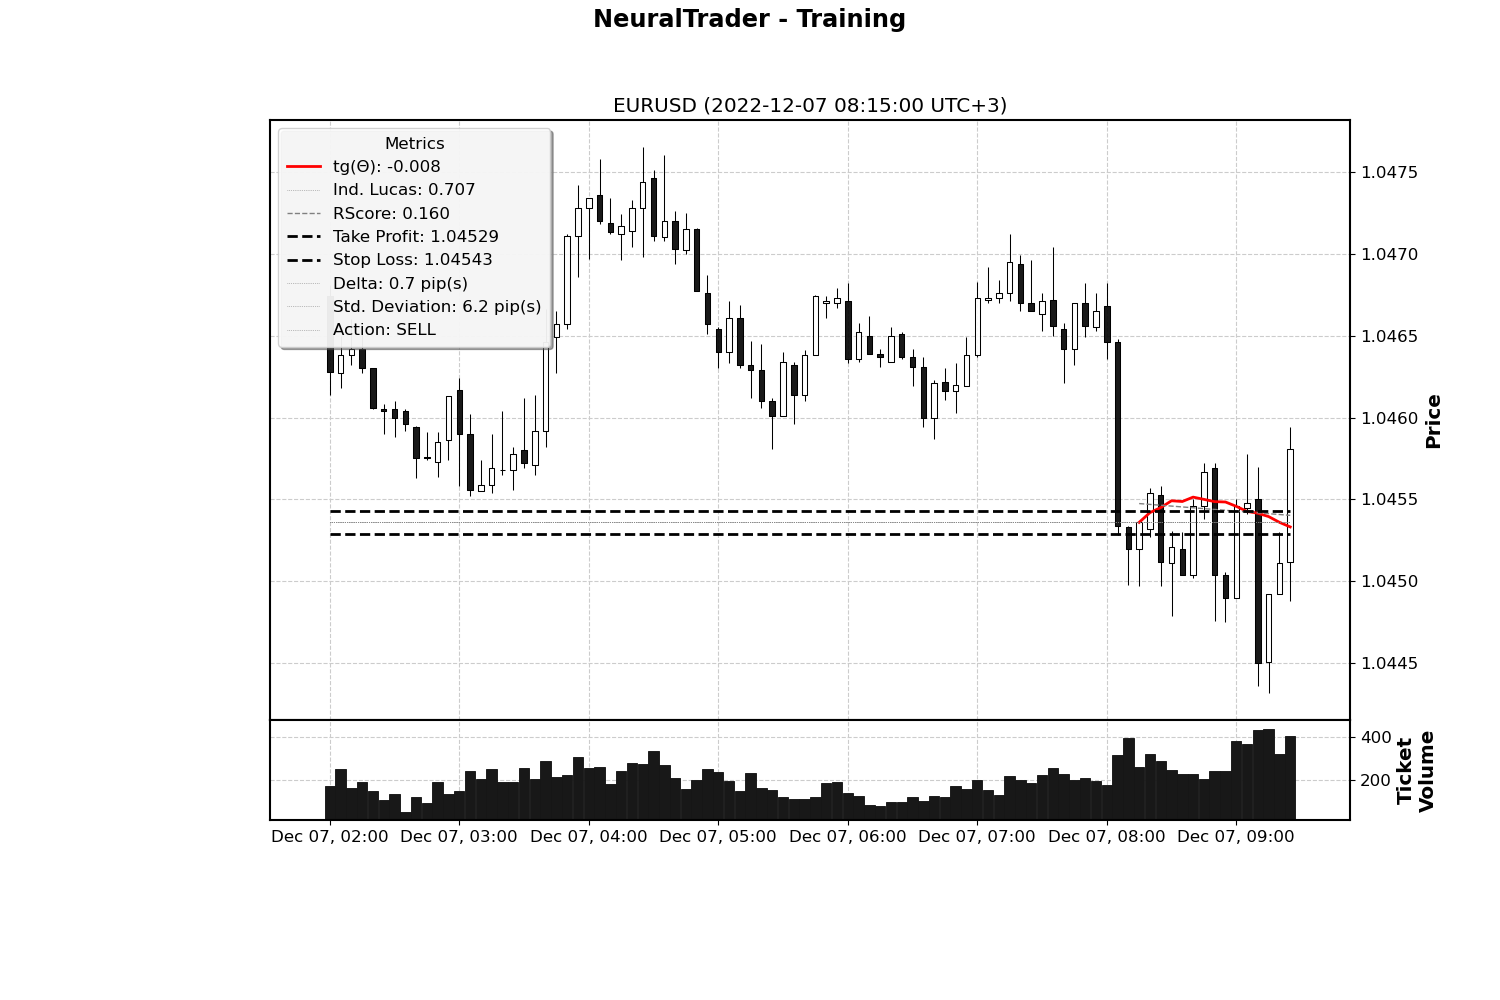 NeuralTrader - Training
EURUSD (2022-12-07 08:15:00 UTC+3)
Metrics
tg(Θ): -0.008
Ind. Lucas: 0.707
RScore: 0.160
Take Profit: 1.04529
Stop Loss: 1.04543
Delta: 0.7 pip(s)
Std. Deviation: 6.2 pip(s)
Action: SELL
1.0475
1.0470
1.0465
1.0460
1.0455
1.0450
1.0445
Price
400
200
Ticket
Volume
Dec 07, 02:00
Dec 07, 03:00
Dec 07, 04:00
Dec 07, 05:00
Dec 07, 06:00
Dec 07, 07:00
Dec 07, 08:00
Dec 07, 09:00